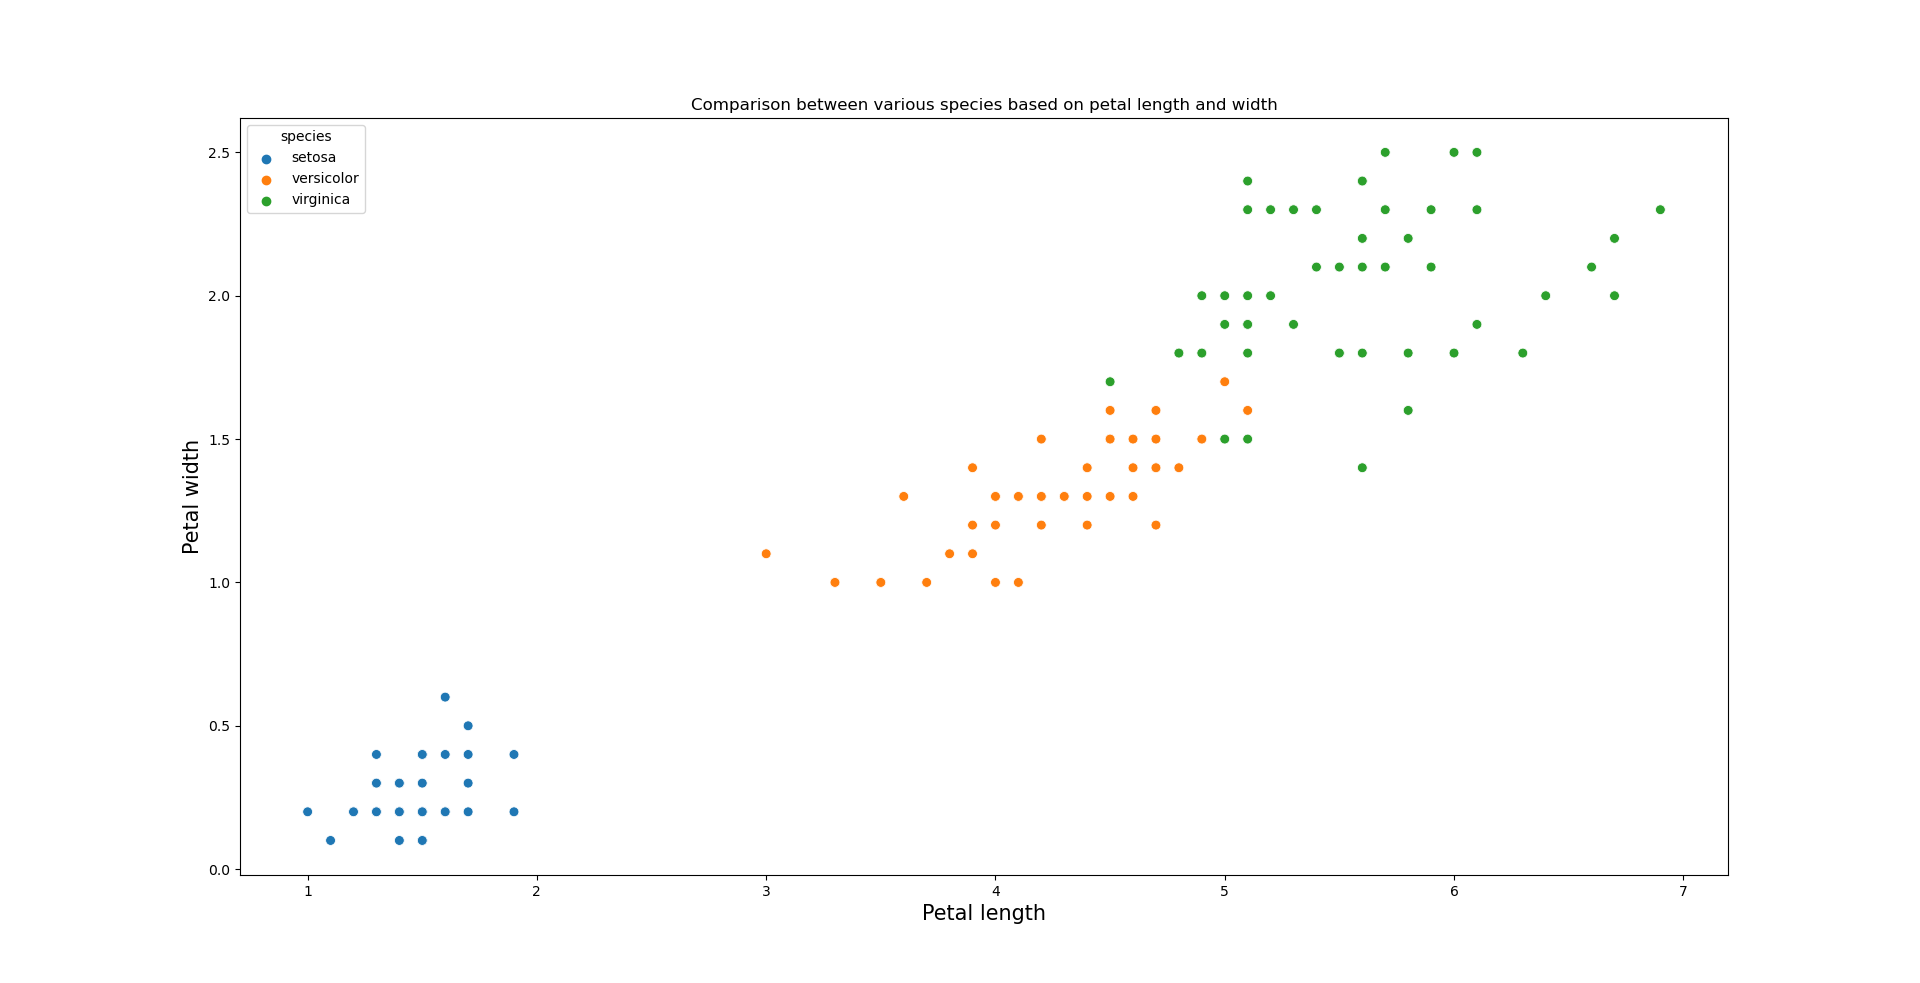 Comparison between various species based on petal length and width
species
setosa
versicolor
virginica
2.5
2.0
1.5
1.0
0.5
0.0
Petal width
1 2 3 4 5 6 7
Petal length